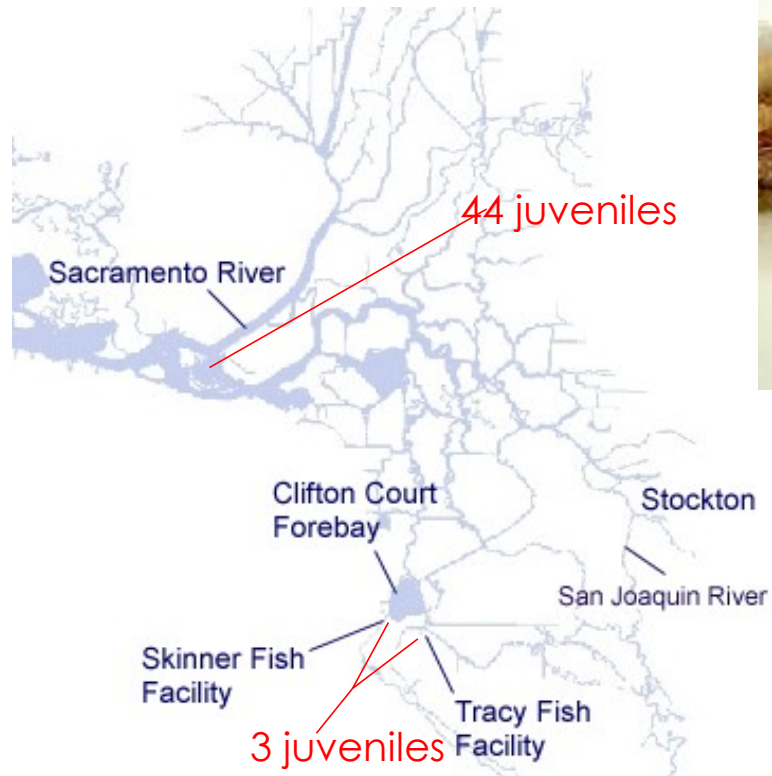 44 juveniles
Sacramento River
Clifton Court
Forebay
Stockton
San Joaquin River
Skinner Fish
Facility
Tracy Fish
Facility
3 juveniles